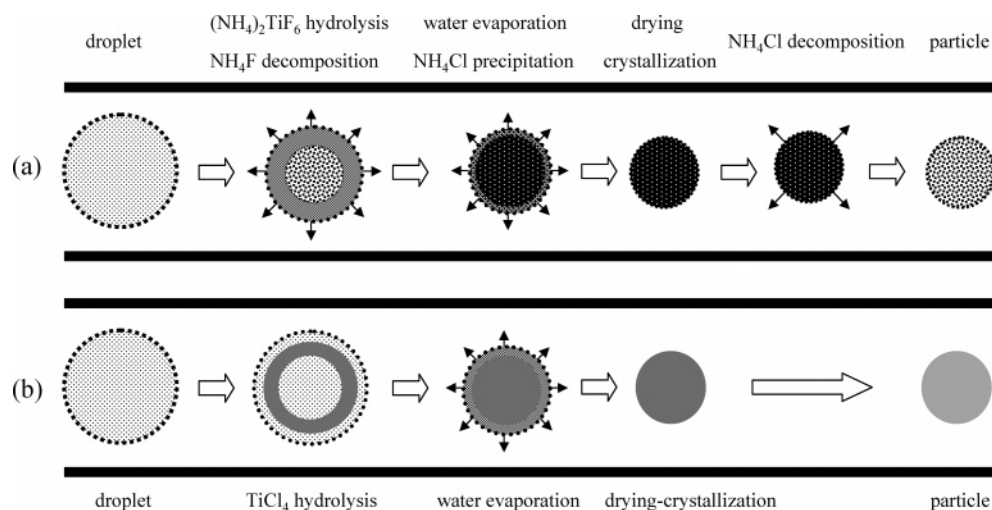 droplet
(NH₄)₂TiF₆ hydrolysis
NH₄F decomposition
water evaporation
NH₄Cl precipitation
drying
crystallization
NH₄Cl decomposition
particle
(a)
(b)
droplet
TiCl₄ hydrolysis
water evaporation
drying-crystallization
particle